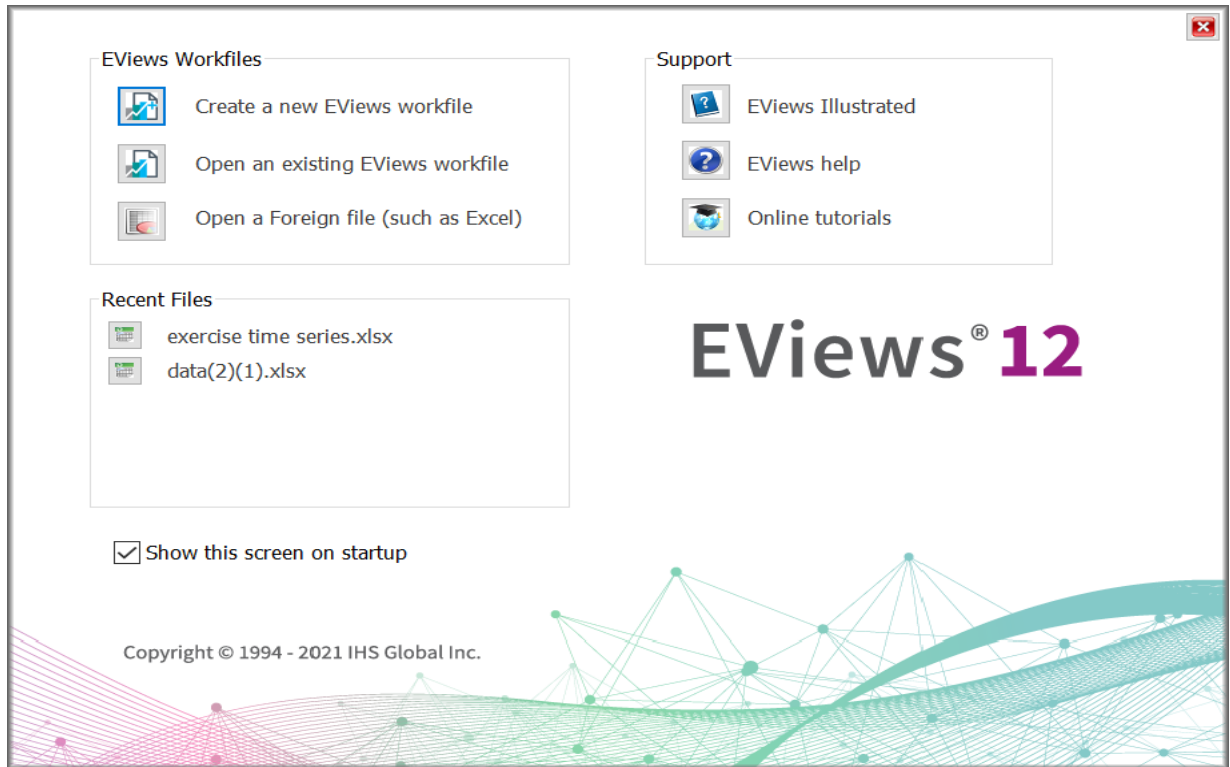 EViews Workfiles
Create a new EViews workfile
Open an existing EViews workfile
Open a Foreign file (such as Excel)
Support
EViews Illustrated
EViews help
Online tutorials
Recent Files
exercise time series.xlsx
data(2)(1).xlsx
EViews® 12
Show this screen on startup
Copyright © 1994 - 2021 IHS Global Inc.